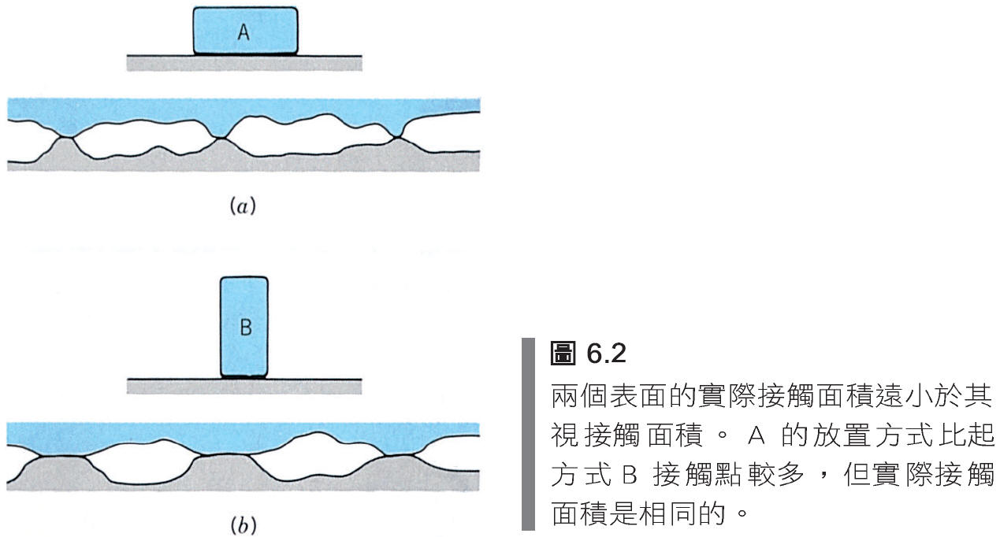 A
(a)
B
(b)
圖 6.2
兩個表面的實際接觸面積遠小於其
視接觸面積。A 的放置方式比起
方式 B 接觸點較多，但實際接觸
面積是相同的。